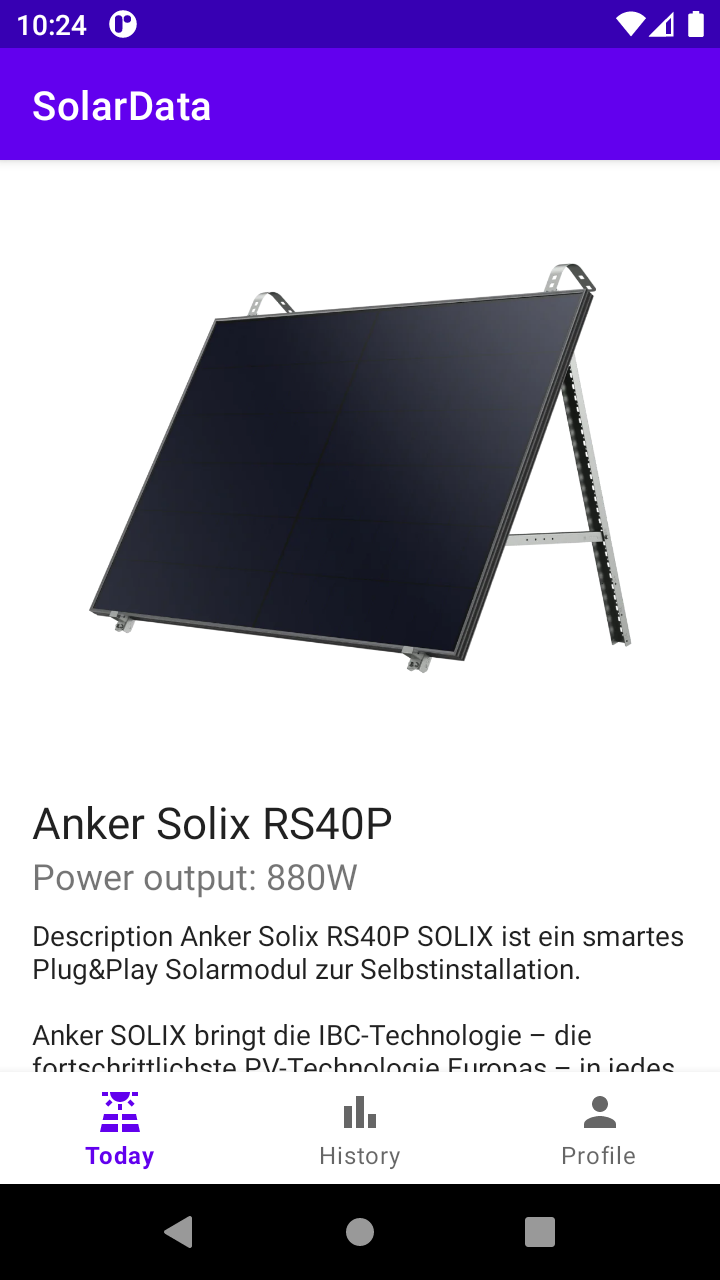 10:24
SolarData
Anker Solix RS40P
Power output: 880W
Description Anker Solix RS40P SOLIX ist ein smartes
Plug&Play Solarmodul zur Selbstinstallation.
Anker SOLIX bringt die IBC-Technologie – die
fortschrittlichste PV-Technologie Europas – in jedes
Today
History
Profile